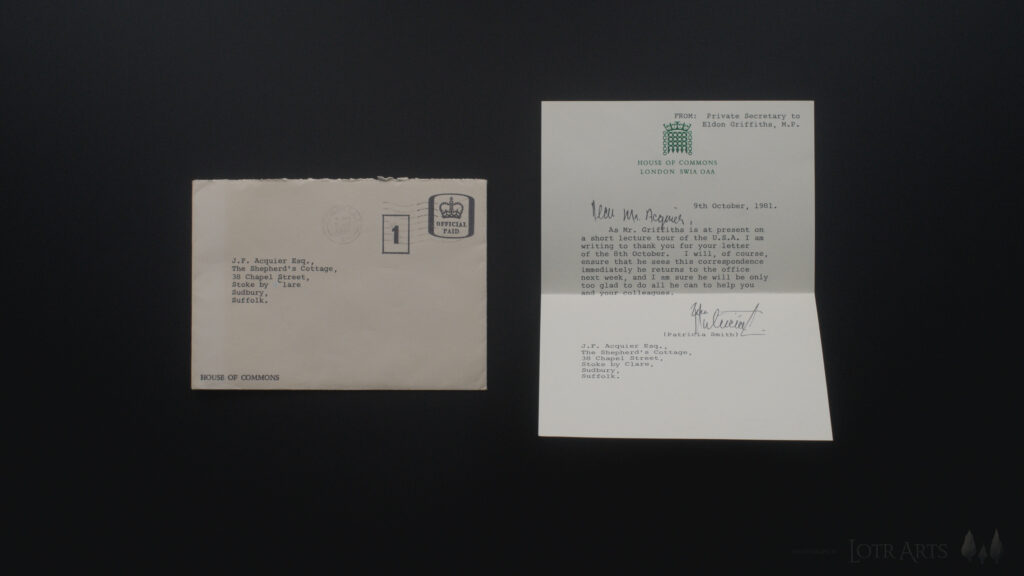 1
OFFICIAL
PAID
J.P. Acquier Esq.,
The Shepherd's Cottage,
38 Chapel Street,
Stoke by Clare
Sudbury,
Suffolk.
HOUSE OF COMMONS
FROM: Private Secretary to
Eldon Griffiths, M.P.
HOUSE OF COMMONS
LONDON SW1A 0AA
9th October, 1981.
Dear Mr. Acquier,
As Mr. Griffiths is at present on
a short lecture tour of the U.S.A. I am
writing to thank you for your letter
of the 8th October. I will, of course,
ensure that he sees this correspondence
immediately he returns to the office
next week, and I am sure he will be only
too glad to do all he can to help you
and your colleagues.
(Patricia Smith)
J.P. Acquier Esq.,
The Shepherd's Cottage,
38 Chapel Street,
Stoke by Clare,
Sudbury,
Suffolk.
LOTR ARTS